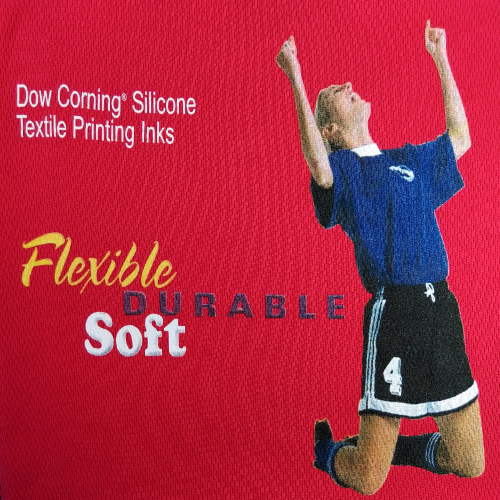 Dow Corning® Silicone
Textile Printing Inks
Flexible
DURABLE
Soft
4